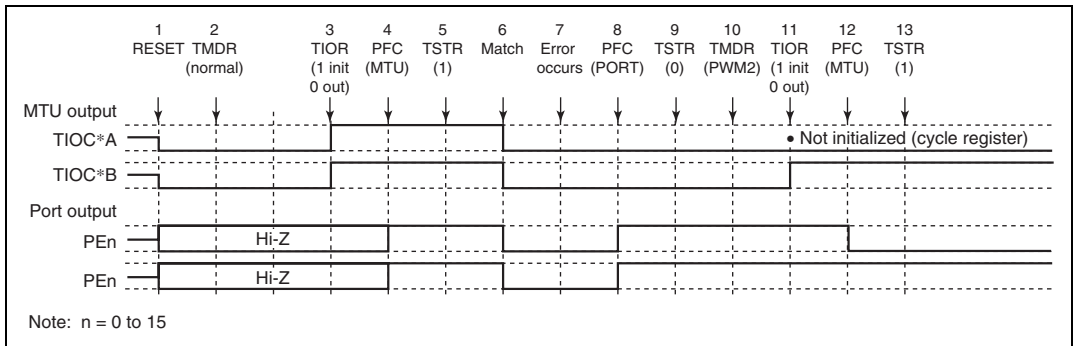 1 2 3 4 5 6 7 8 9 10 11 12 13
RESET TMDR TIOR PFC TSTR Match Error PFC TSTR TMDR TIOR PFC TSTR
(normal) (1 init (MTU) (1) occurs (PORT) (0) (PWM2) (1 init (MTU) (1)
0 out) 0 out)
MTU output
TIOC*A • Not initialized (cycle register)
TIOC*B
Port output
PEn Hi-Z
PEn Hi-Z
Note: n = 0 to 15